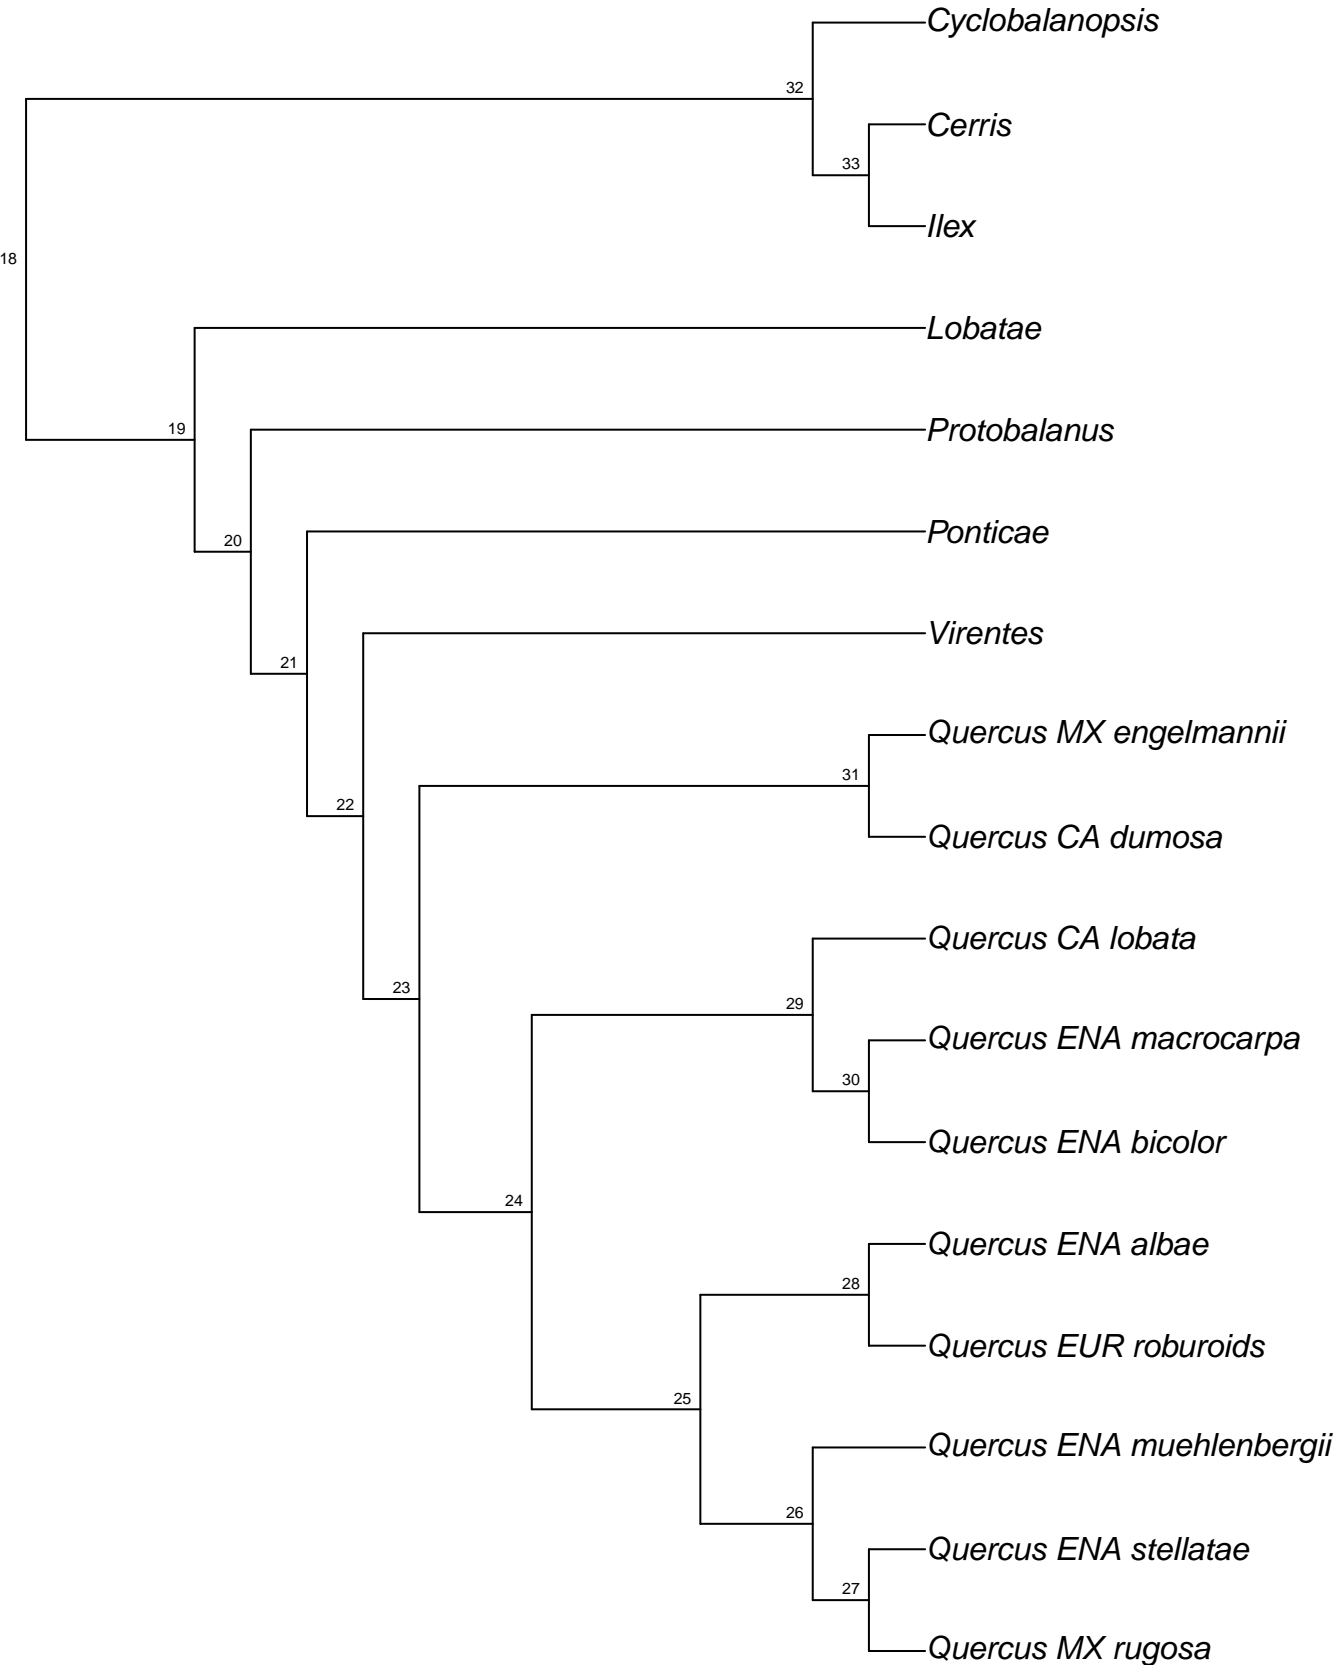 Cyclobalanopsis
32
Cerris
33
Ilex
18
Lobatae
19
Protobalanus
Ponticae
20
Virentes
21
Quercus MX engelmannii
31
22
Quercus CA dumosa
Quercus CA lobata
23
29
Quercus ENA macrocarpa
30
Quercus ENA bicolor
24
Quercus ENA albae
28
Quercus EUR roburoids
25
Quercus ENA muehlenbergii
26
Quercus ENA stellatae
27
Quercus MX rugosa